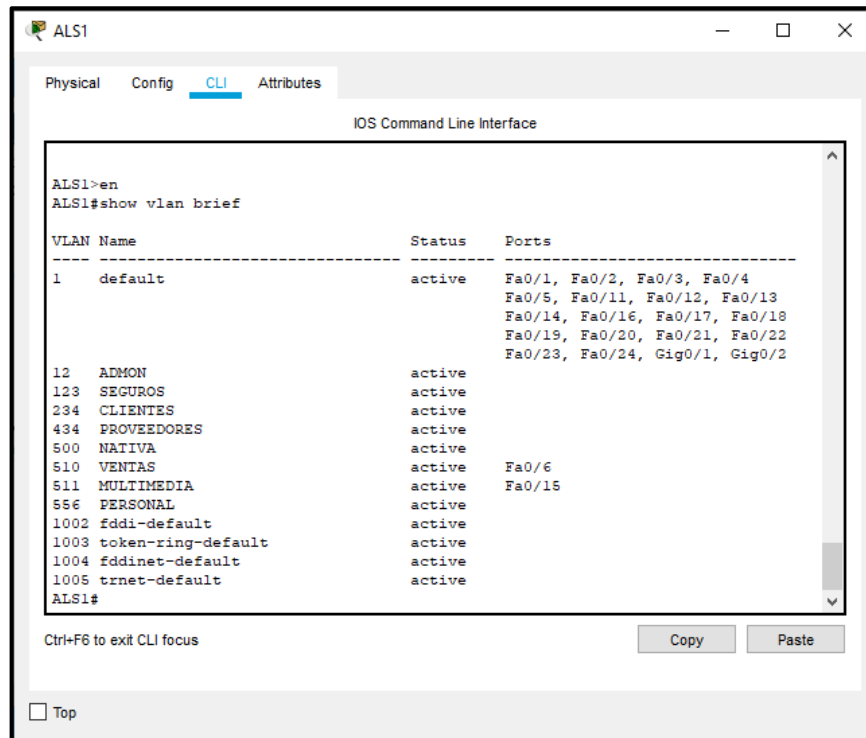 ALS1
Physical Config CLI Attributes
IOS Command Line Interface
ALS1>en
ALS1#show vlan brief
VLAN Name                             Status    Ports
---- -------------------------------- --------- -------------------------------
1    default                          active    Fa0/1, Fa0/2, Fa0/3, Fa0/4
                                                Fa0/5, Fa0/11, Fa0/12, Fa0/13
                                                Fa0/14, Fa0/16, Fa0/17, Fa0/18
                                                Fa0/19, Fa0/20, Fa0/21, Fa0/22
                                                Fa0/23, Fa0/24, Gig0/1, Gig0/2
12   ADMON                            active
123  SEGUROS                          active
234  CLIENTES                         active
434  PROVEEDORES                      active
500  NATIVA                           active
510  VENTAS                           active    Fa0/6
511  MULTIMEDIA                       active    Fa0/15
556  PERSONAL                         active
1002 fddi-default                     active
1003 token-ring-default               active
1004 fddinet-default                  active
1005 trnet-default                    active
ALS1#
Ctrl+F6 to exit CLI focus Copy Paste
Top